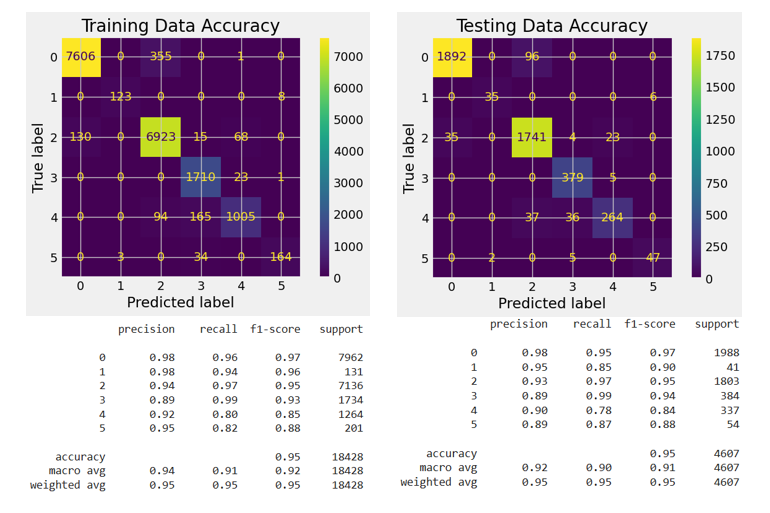 Training Data Accuracy
0 7606 0 355 0 1 0
1 0 123 0 0 0 8
2 130 0 6923 15 68 0
3 0 0 0 1710 23 1
4 0 0 94 165 1005 0
5 0 3 0 34 0 164
0 1 2 3 4 5
True label
Predicted label
7000
6000
5000
4000
3000
2000
1000
0
precision recall f1-score support
0 0.98 0.96 0.97 7962
1 0.98 0.94 0.96 131
2 0.94 0.97 0.95 7136
3 0.89 0.99 0.93 1734
4 0.92 0.80 0.85 1264
5 0.95 0.82 0.88 201
accuracy 0.95 18428
macro avg 0.94 0.91 0.92 18428
weighted avg 0.95 0.95 0.95 18428
Testing Data Accuracy
0 1892 0 96 0 0 0
1 0 35 0 0 0 6
2 35 0 1741 4 23 0
3 0 0 0 379 5 0
4 0 0 37 36 264 0
5 0 2 0 5 0 47
0 1 2 3 4 5
True label
Predicted label
1750
1500
1250
1000
750
500
250
0
precision recall f1-score support
0 0.98 0.95 0.97 1988
1 0.95 0.85 0.90 41
2 0.93 0.97 0.95 1803
3 0.89 0.99 0.94 384
4 0.90 0.78 0.84 337
5 0.89 0.87 0.88 54
accuracy 0.95 4607
macro avg 0.92 0.90 0.91 4607
weighted avg 0.95 0.95 0.95 4607